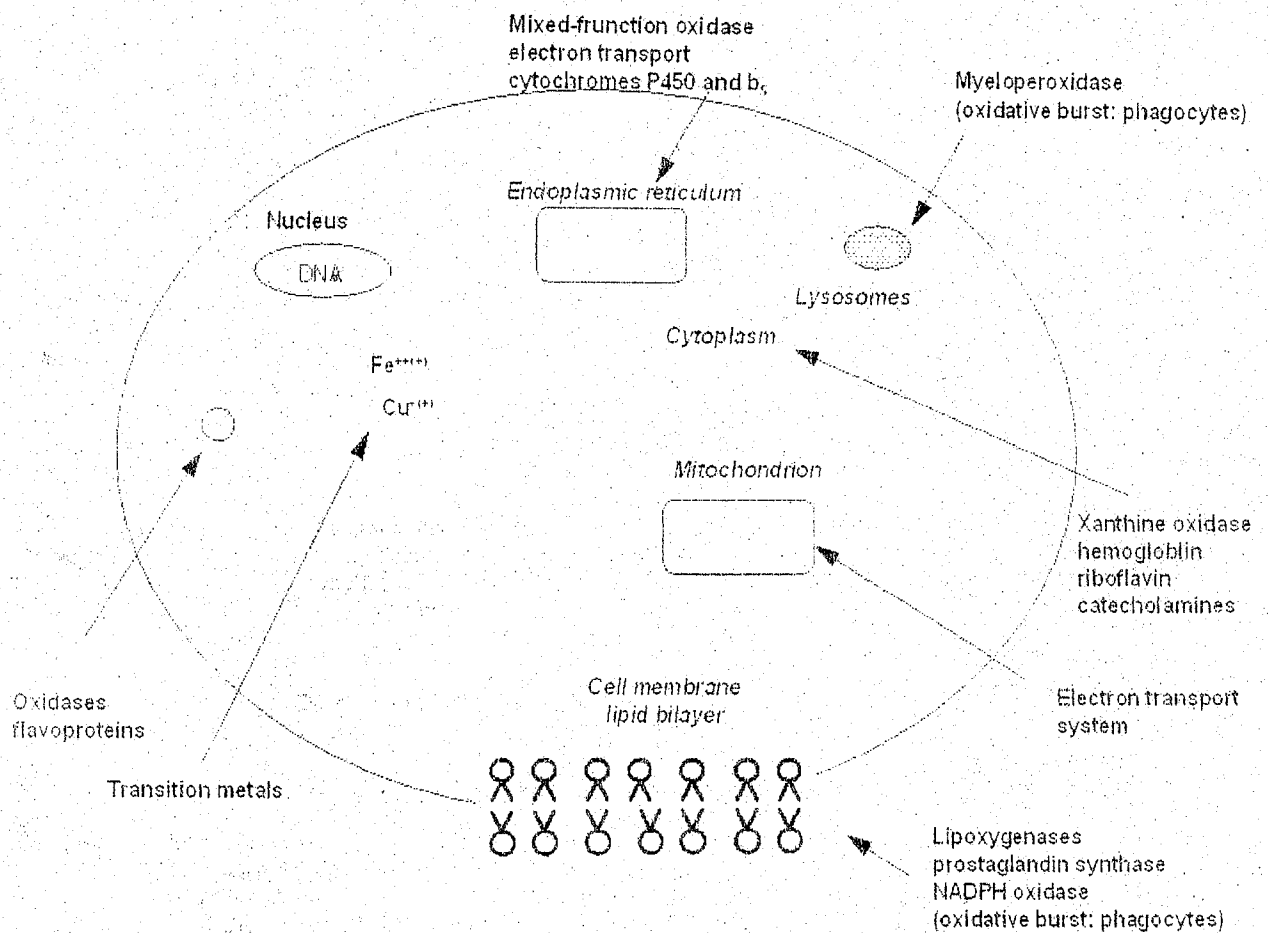 Mixed-frunction oxidase
electron transport
cytochromes P450 and b₅
Myeloperoxidase
(oxidative burst: phagocytes)
Endoplasmic reticulum
Nucleus
DNA
Lysosomes
Cytoplasm
Fe⁺⁺⁽⁺⁾
Cu⁺⁽⁺⁾
Mitochondrion
Xanthine oxidase
hemogloblin
riboflavin
catecholamines
Oxidases
flavoproteins
Cell membrane
lipid bilayer
Electron transport
system
Transition metals
Lipoxygenases
prostaglandin synthase
NADPH oxidase
(oxidative burst: phagocytes)